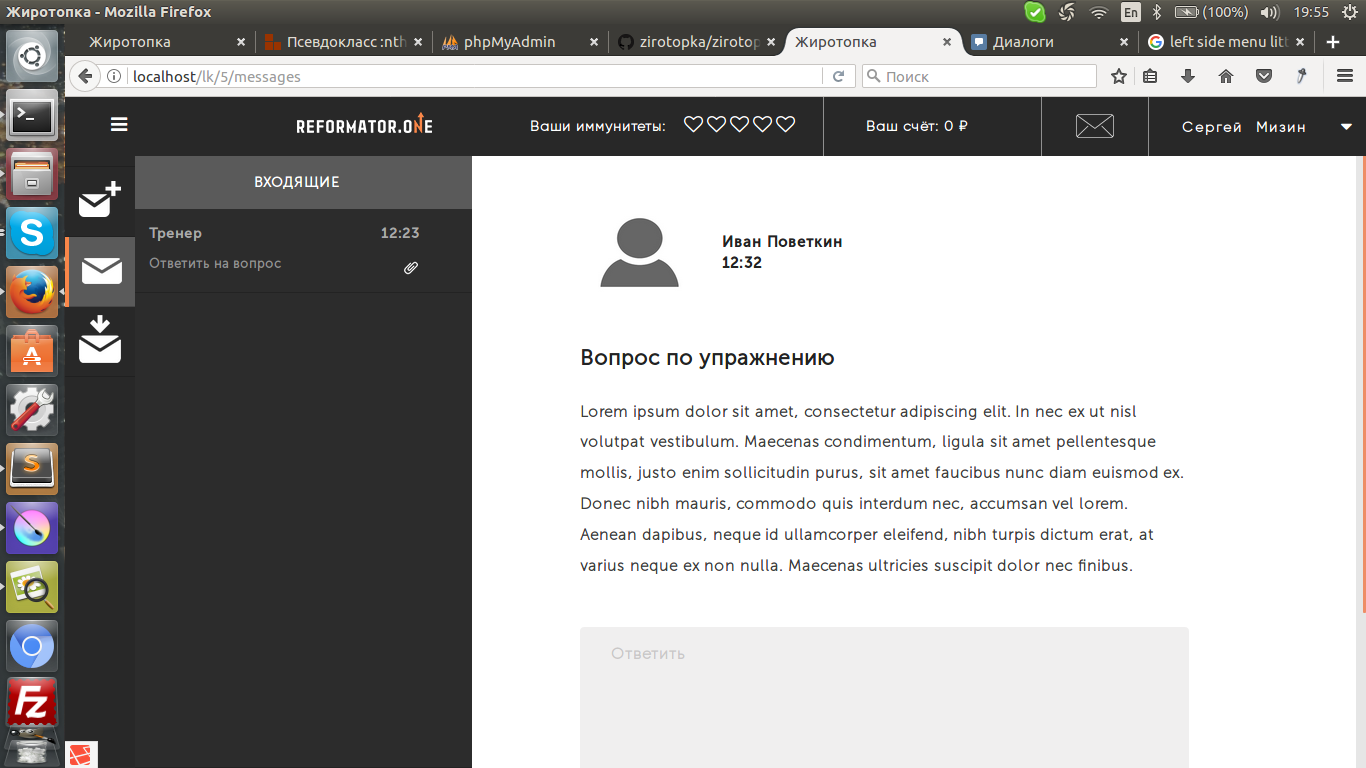 Жиротопка - Mozilla Firefox
En
(100%)
19:55
Жиротопка
Псевдокласс :nth
phpMyAdmin
zirotopka/zirotop
Жиротопка
Диалоги
left side menu litt
localhost/lk/5/messages
Поиск
REFORMATOR.ONE
Ваши иммунитеты:
Ваш счёт: 0 ₽
Сергей Мизин
ВХОДЯЩИЕ
Тренер
12:23
Ответить на вопрос
Иван Поветкин
12:32
Вопрос по упражнению
Lorem ipsum dolor sit amet, consectetur adipiscing elit. In nec ex ut nisl
volutpat vestibulum. Maecenas condimentum, ligula sit amet pellentesque
mollis, justo enim sollicitudin purus, sit amet faucibus nunc diam euismod ex.
Donec nibh mauris, commodo quis interdum nec, accumsan vel lorem.
Aenean dapibus, neque id ullamcorper eleifend, nibh turpis dictum erat, at
varius neque ex non nulla. Maecenas ultricies suscipit dolor nec finibus.
Ответить